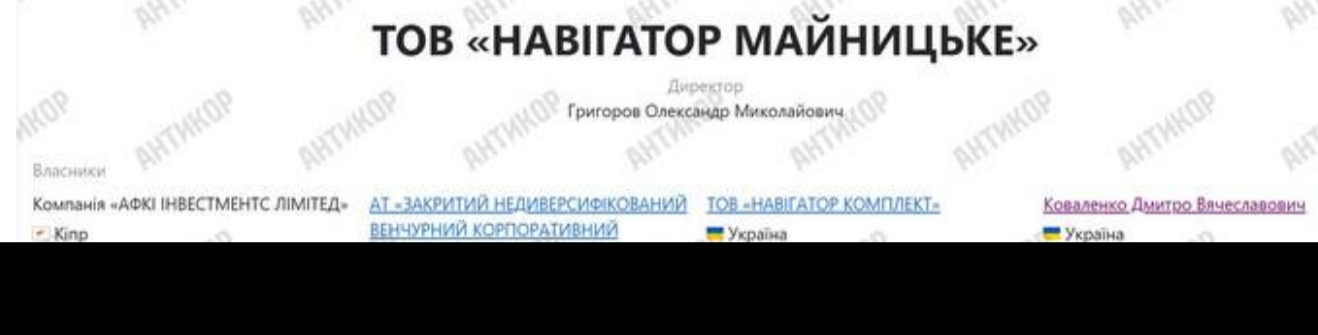 ТОВ «НАВІГАТОР МАЙНИЦЬКЕ»
Директор
Григоров Олександр Миколайович
Власники
Компанія «АФКІ ІНВЕСТМЕНТС ЛІМІТЕД»
Кіпр
АТ «ЗАКРИТИЙ НЕДИВЕРСИФІКОВАНИЙ
ВЕНЧУРНИЙ КОРПОРАТИВНИЙ
ТОВ «НАВІГАТОР КОМПЛЕКТ»
Україна
Коваленко Дмитро Вячеславович
Україна
АНТИКОР